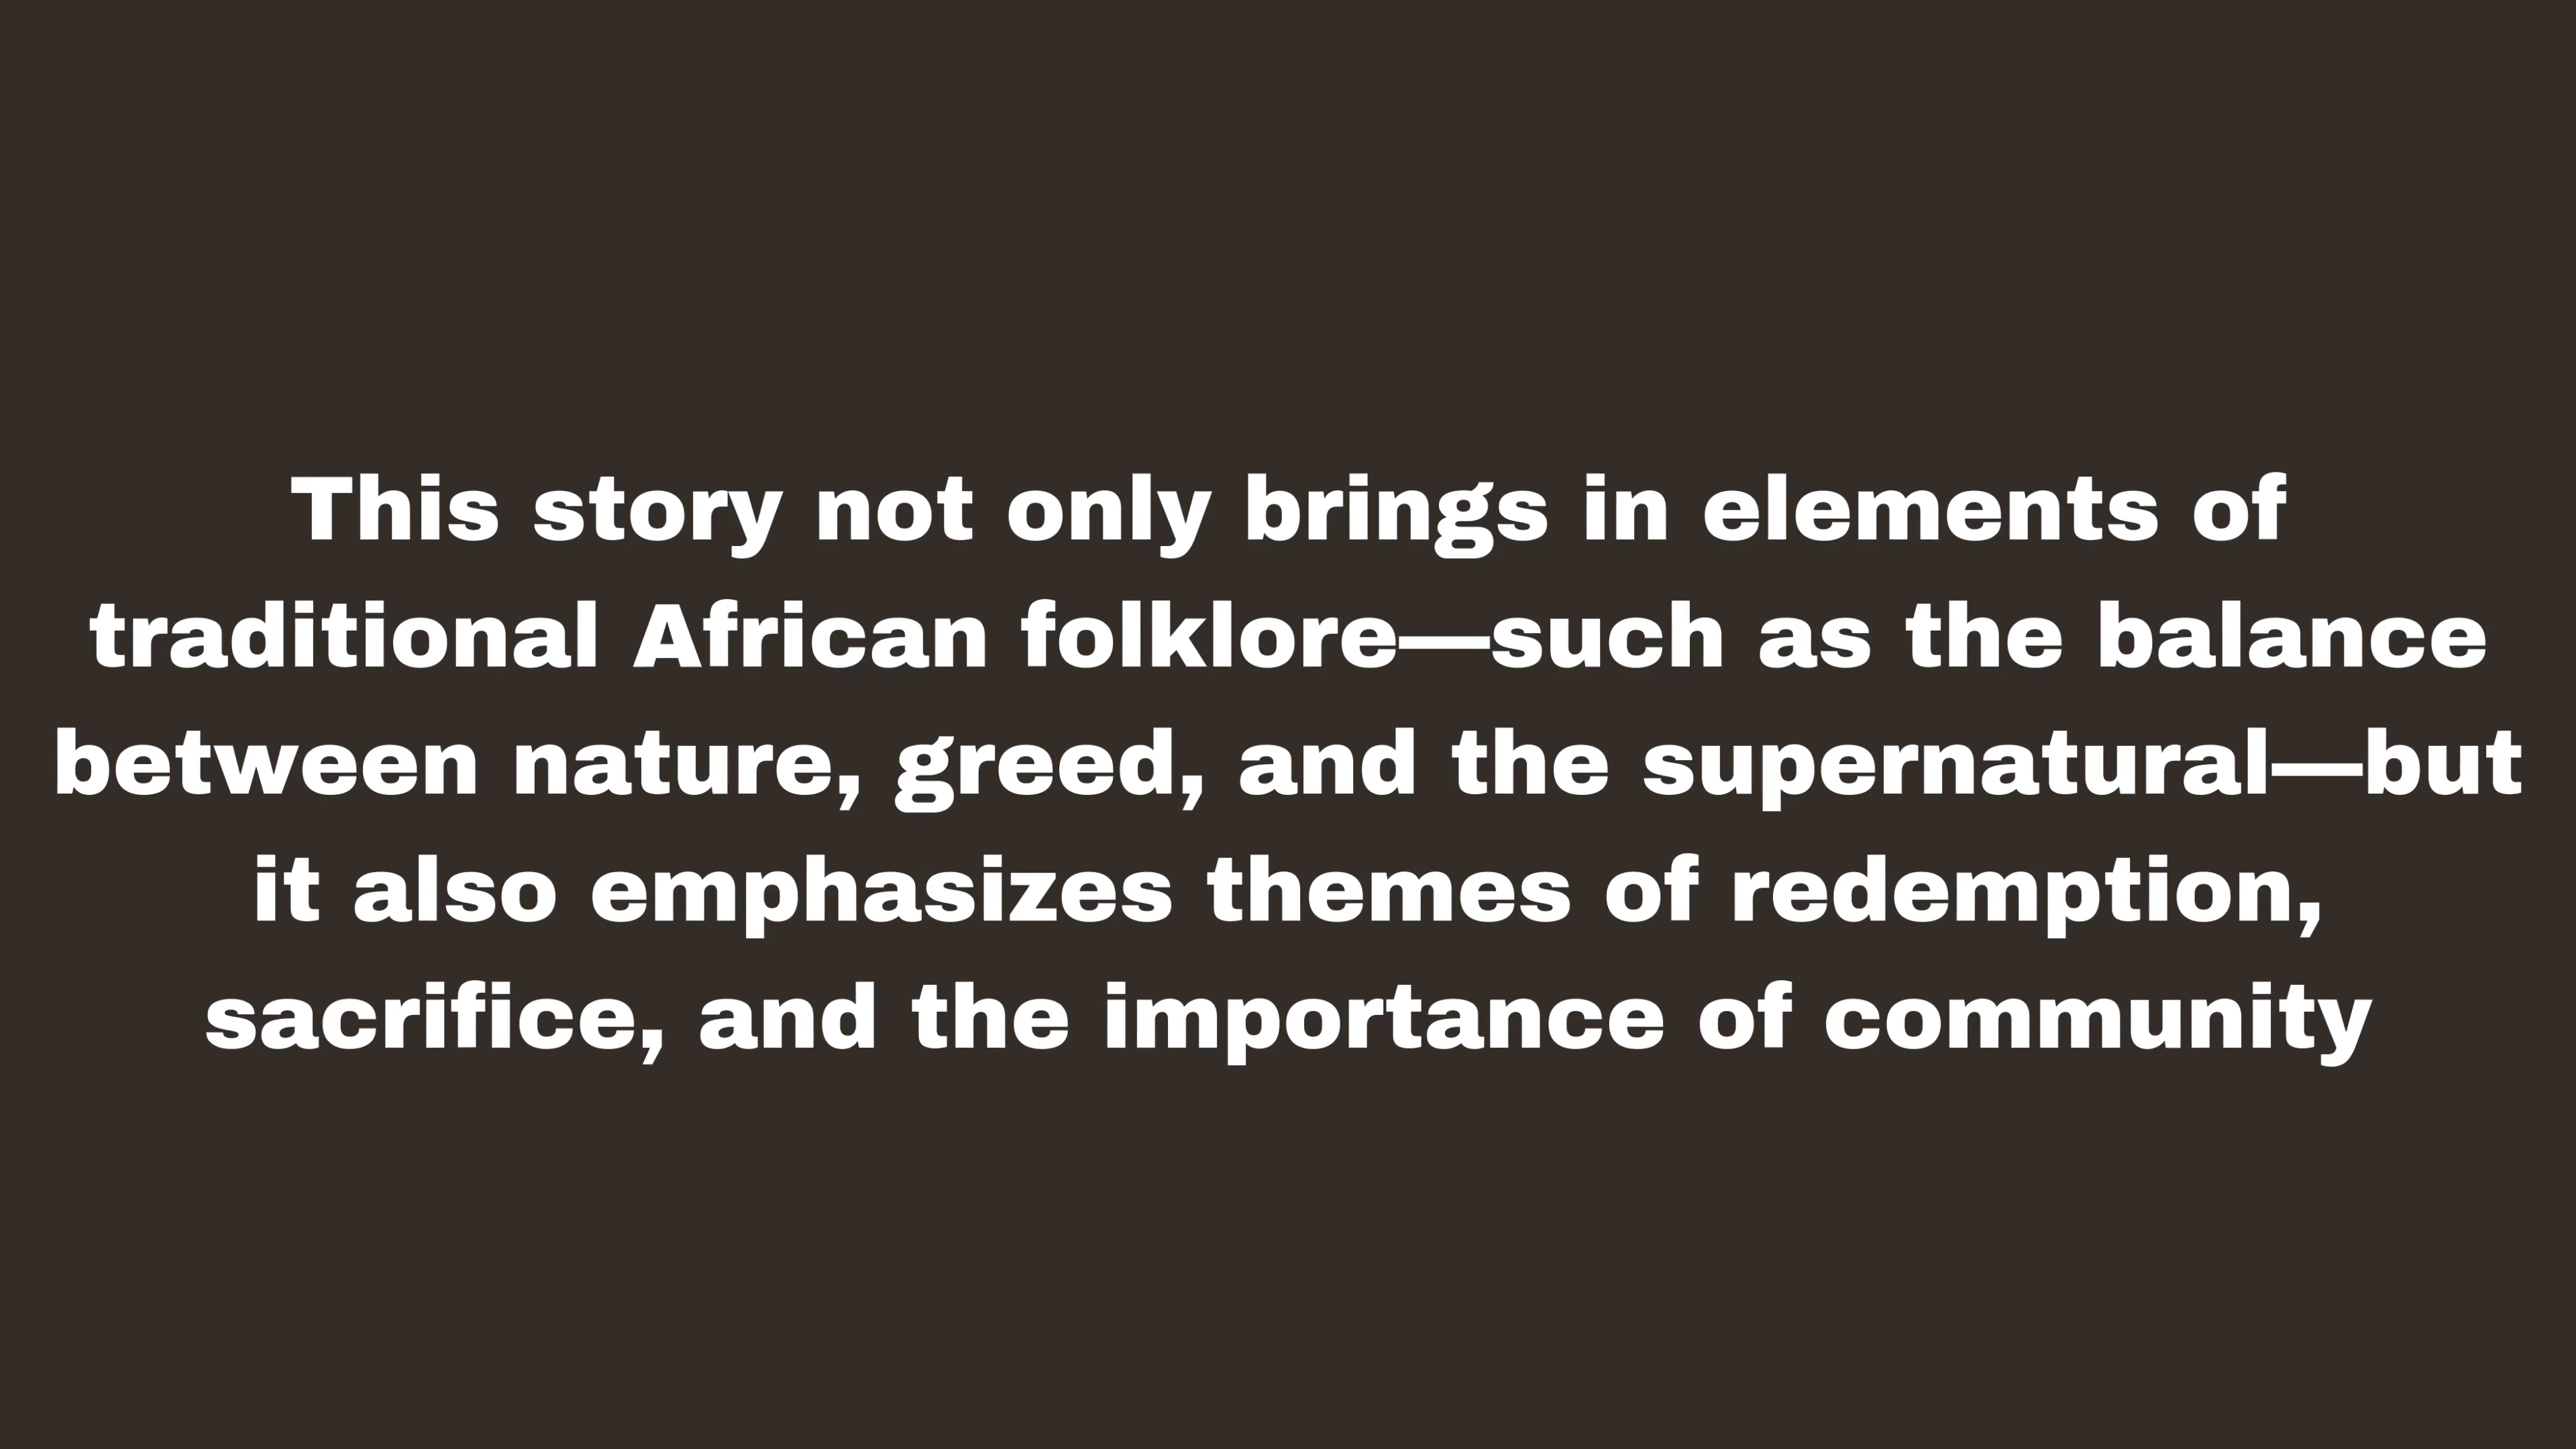 This story not only brings in elements of
traditional African folklore—such as the balance
between nature, greed, and the supernatural—but
it also emphasizes themes of redemption,
sacrifice, and the importance of community